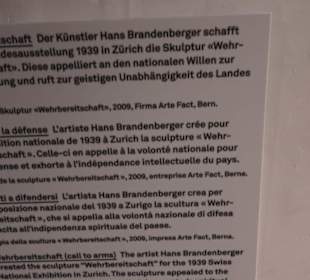 tschaft Der Künstler Hans Brandenberger schafft
desausstellung 1939 in Zürich die Skulptur «Wehr-
aft». Diese appelliert an den nationalen Willen zur
ung und ruft zur geistigen Unabhängigkeit des Landes
Skulptur «Wehrbereitschaft», 2009, Firma Arte Fact, Bern.
la défense L'artiste Hans Brandenberger crée pour
ition nationale de 1939 à Zurich la sculpture «Wehr-
schaft». Celle-ci en appelle à la volonté nationale pour
ense et exhorte à l'indépendance intellectuelle du pays.
de la sculpture «Wehrbereitschaft», 2009, entreprise Arte Fact, Berne.
ti a difendersi L'artista Hans Brandenberger crea per
posizione nazionale del 1939 a Zurigo la scultura «Wehr-
eitschaft», che si appella alla volontà nazionale di difesa
cita all'indipendenza spirituale del paese.
pia della scultura «Wehrbereitschaft», 2009, impresa Arte Fact, Berna.
Wehrbereitschaft (call to arms) The artist Hans Brandenberger
created the sculpture "Wehrbereitschaft" for the 1939 Swiss
National Exhibition in Zurich. The sculpture appealed to the